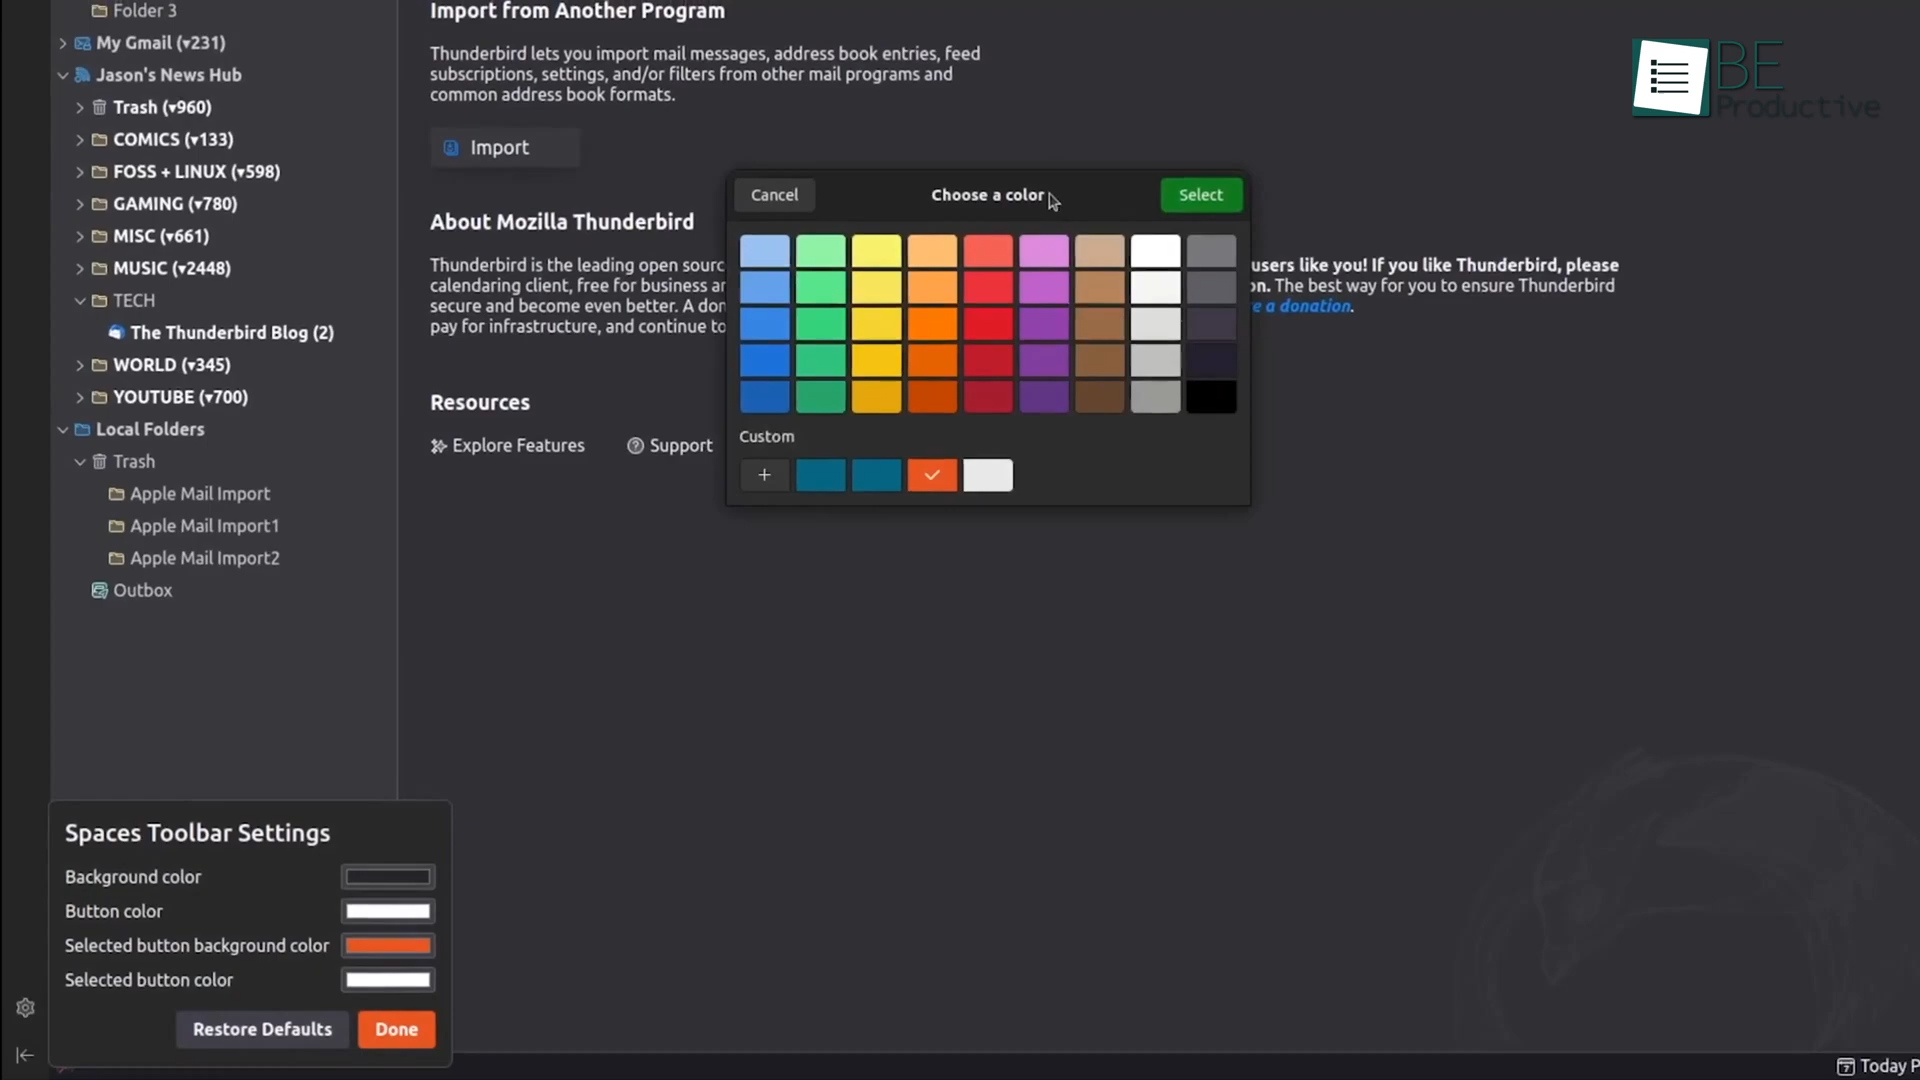 Folder 3
My Gmail (▾231)
Jason's News Hub
Trash (▾960)
COMICS (▾133)
FOSS + LINUX (▾598)
GAMING (▾780)
MISC (▾661)
MUSIC (▾2448)
TECH
The Thunderbird Blog (2)
WORLD (▾345)
YOUTUBE (▾700)
Local Folders
Trash
Apple Mail Import
Apple Mail Import1
Apple Mail Import2
Outbox
Import from Another Program
Thunderbird lets you import mail messages, address book entries, feed
subscriptions, settings, and/or filters from other mail programs and
common address book formats.
Import
About Mozilla Thunderbird
Thunderbird is the leading open
calendaring client, free for business
secure and become even better. A
pay for infrastructure, and continue to
users like you! If you like Thunderbird, please
The best way for you to ensure Thunderbird
a donation.
Resources
Explore Features
Support
Cancel
Choose a color
Select
Custom
+
BE
Productive
Spaces Toolbar Settings
Background color
Button color
Selected button background color
Selected button color
Restore Defaults
Done
Today